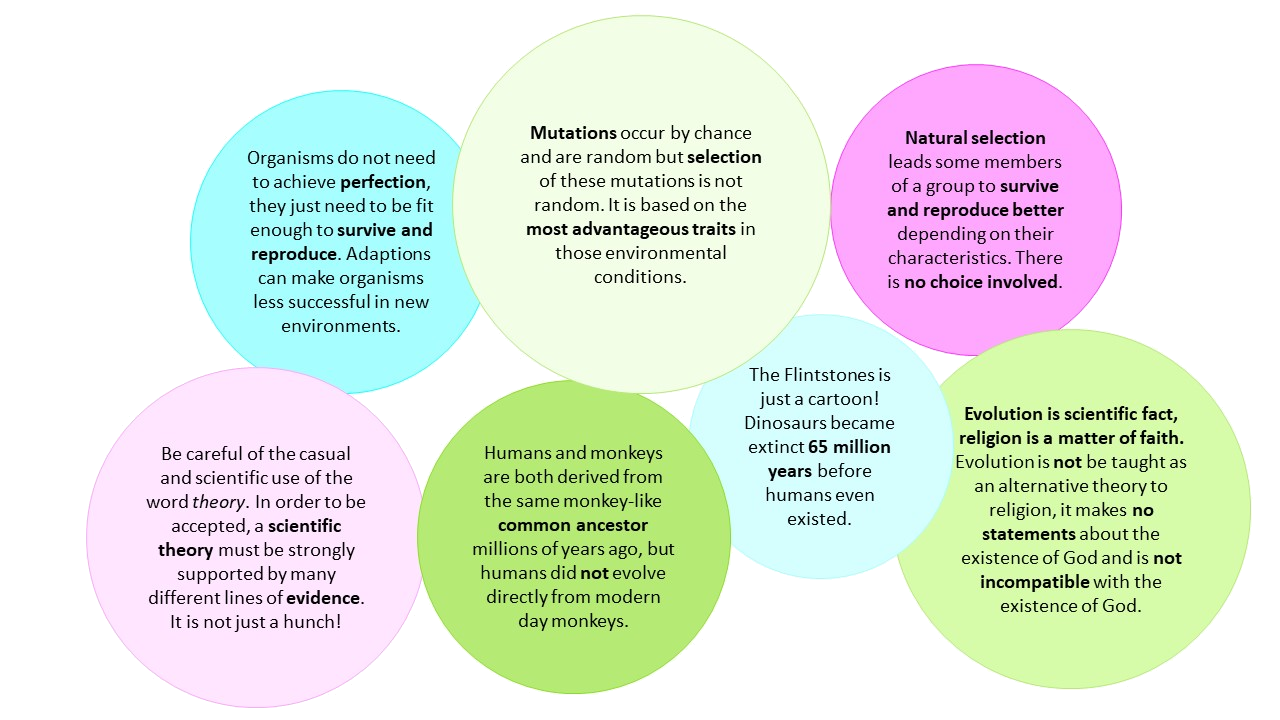 Organisms do not need
to achieve perfection,
they just need to be fit
enough to survive and
reproduce. Adaptions
can make organisms
less successful in new
environments.
Mutations occur by chance
and are random but selection
of these mutations is not
random. It is based on the
most advantageous traits in
those environmental
conditions.
Natural selection
leads some members
of a group to survive
and reproduce better
depending on their
characteristics. There
is no choice involved.
Be careful of the casual
and scientific use of the
word theory. In order to be
accepted, a scientific
theory must be strongly
supported by many
different lines of evidence.
It is not just a hunch!
Humans and monkeys
are both derived from
the same monkey-like
common ancestor
millions of years ago, but
humans did not evolve
directly from modern
day monkeys.
The Flintstones is
just a cartoon!
Dinosaurs became
extinct 65 million
years before
humans even
existed.
Evolution is scientific fact,
religion is a matter of faith.
Evolution is not be taught as
an alternative theory to
religion, it makes no
statements about the
existence of God and is not
incompatible with the
existence of God.